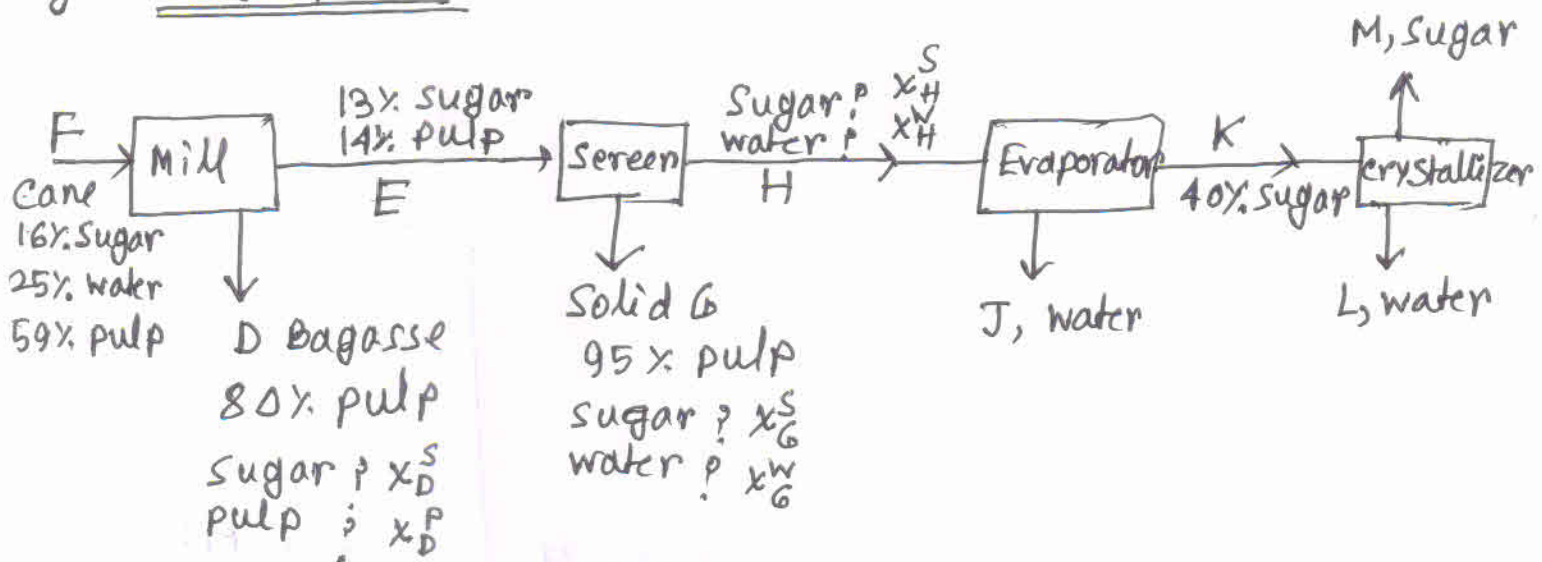 M, Sugar
13% sugar
14% pulp
E
Sugar ? x_H^S
water ? x_H^W
H
F
Mill
Screen
Evaporator
K
40% sugar
crystallizer
Cane
16% Sugar
25% water
59% pulp
D Bagasse
80% pulp
Sugar ? x_D^S
pulp ? x_D^P
Solid G
95% pulp
sugar ? x_G^S
water ? x_G^W
J, water
L, water